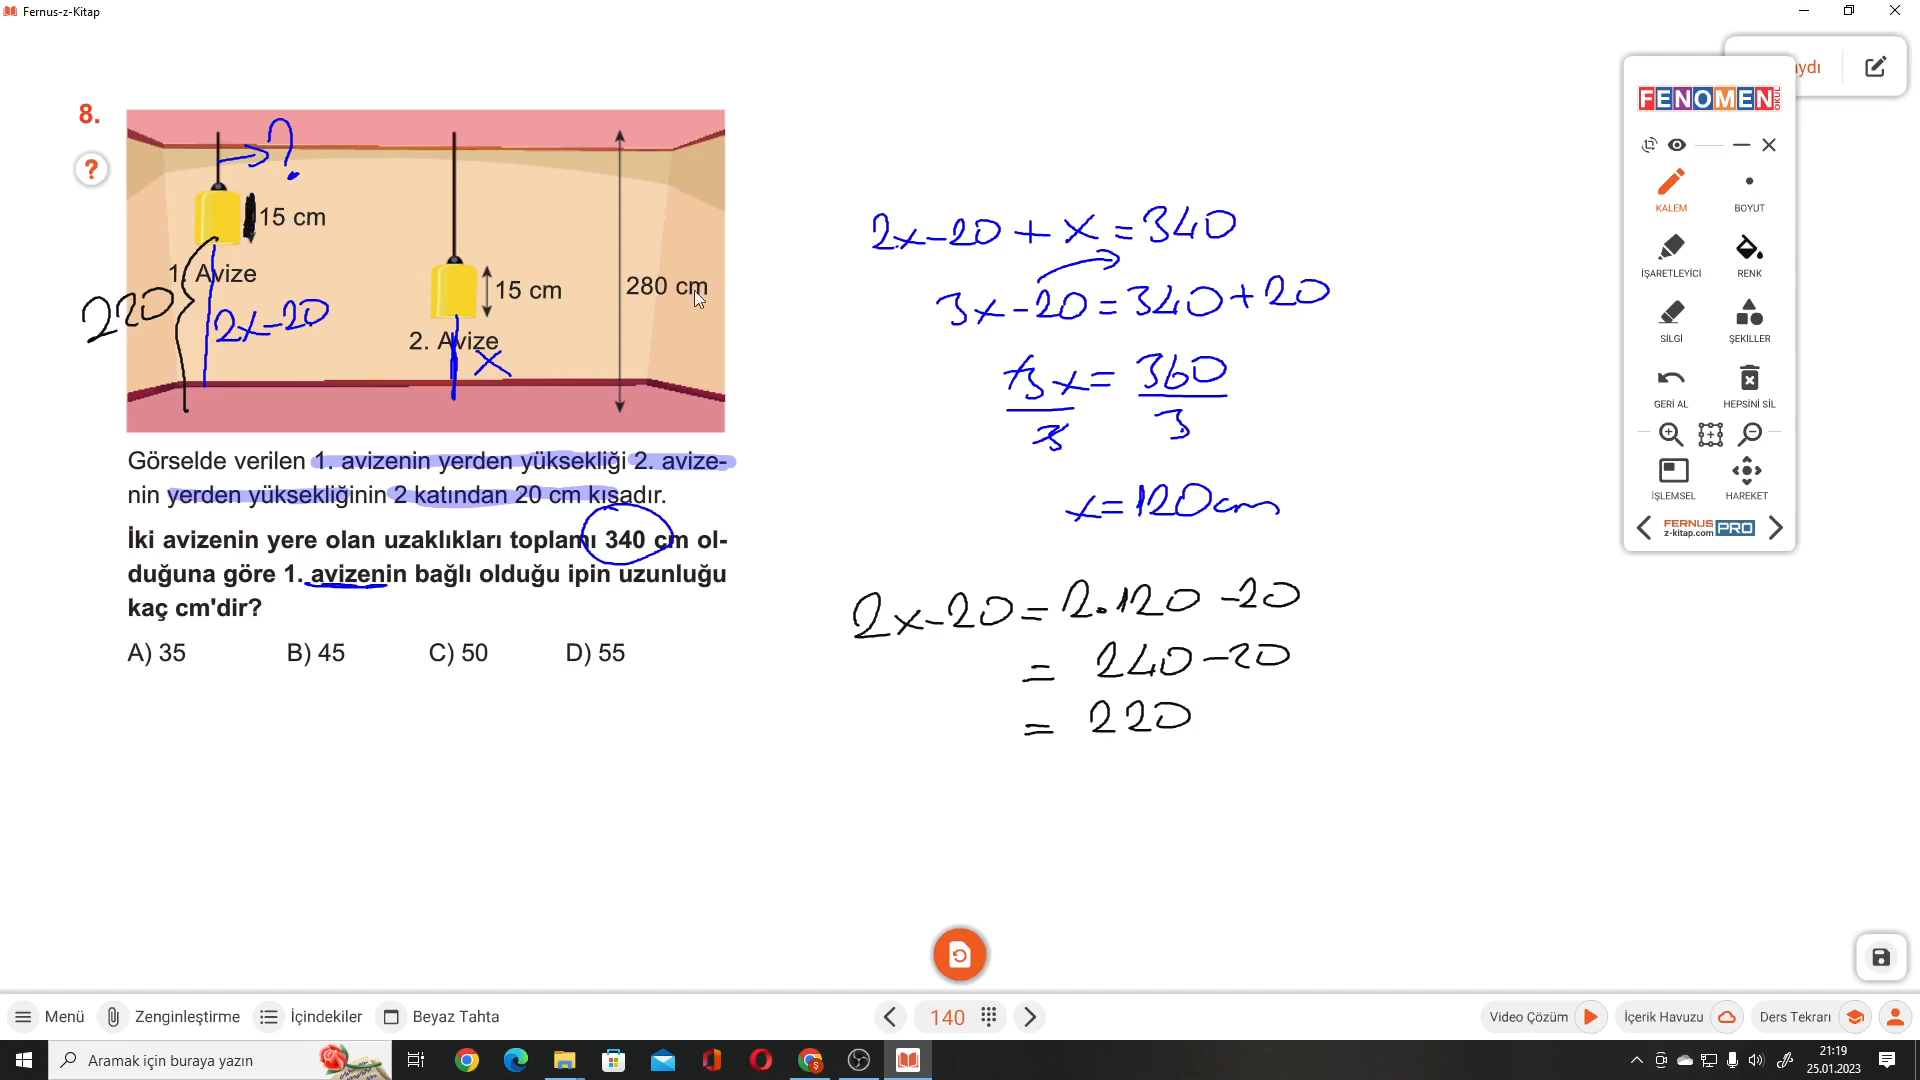 Fernus-z-Kitap
aydı
8.
?
?
15 cm
1. Avize
220
2x-20
15 cm
2. Avize
x
280 cm
Görselde verilen 1. avizenin yerden yüksekliği 2. avize-
nin yerden yüksekliğinin 2 katından 20 cm kısadır.
İki avizenin yere olan uzaklıkları toplamı 340 cm ol-
duğuna göre 1. avizenin bağlı olduğu ipin uzunluğu
kaç cm'dir?
A) 35 B) 45 C) 50 D) 55
2x-20 + x = 340
3x-20 = 340+20
3x = 360
3 3
x = 120 cm
2x-20 = 2.120 -20
= 240-20
= 220
FENOMEN OKUL
KALEM BOYUT
İŞARETLEYİCİ RENK
SİLGİ ŞEKİLLER
GERİ AL HEPSİNİ SİL
İŞLEMSEL HAREKET
FERNUS PRO
z-kitap.com
Menü Zenginleştirme İçindekiler Beyaz Tahta 140 Video Çözüm İçerik Havuzu Ders Tekrarı
Aramak için buraya yazın
21:19
25.01.2023